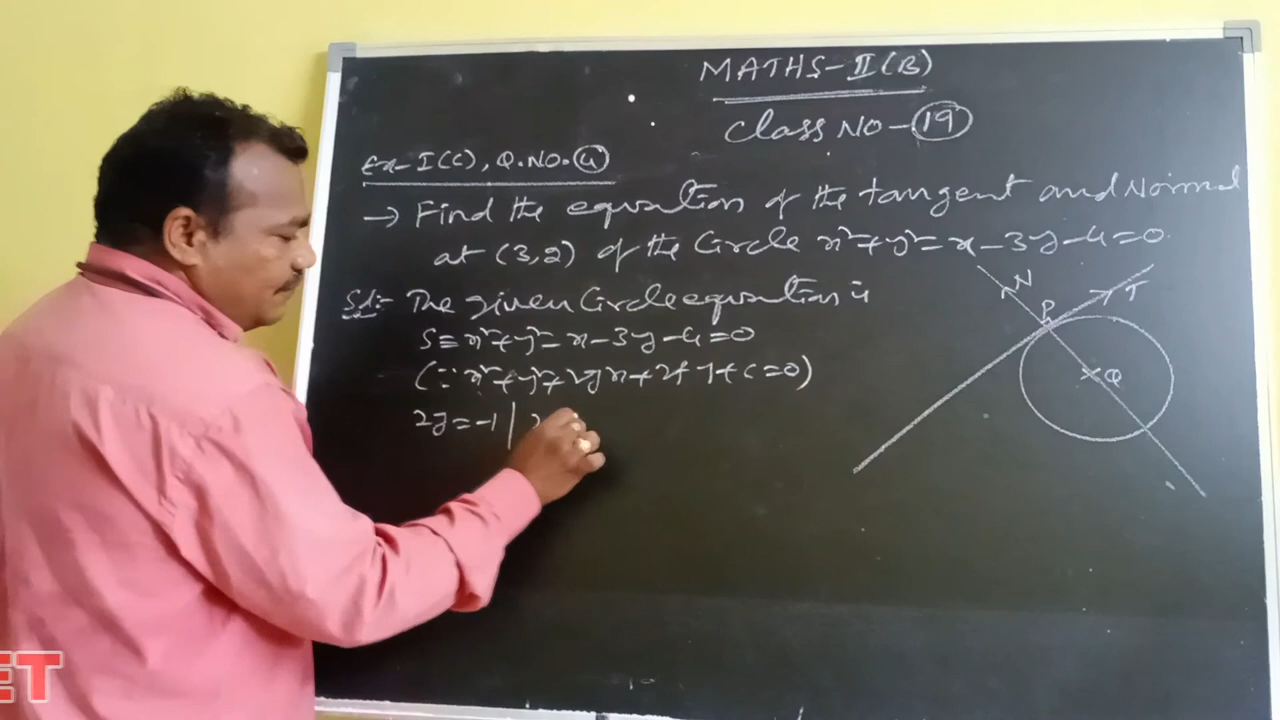 MATHS-II(B)
Class NO-19
Ex-I(C), Q.NO.4
→ Find the equation of the tangent and Normal
at (3,2) of the Circle x²+y²-x-3y-4=0.
Sol:- The given Circle equation is
S≡x²+y²-x-3y-4=0
(∵x²+y²+2gx+2fy+c=0)
2g=-1 | 2
N
P
T
Q
ET